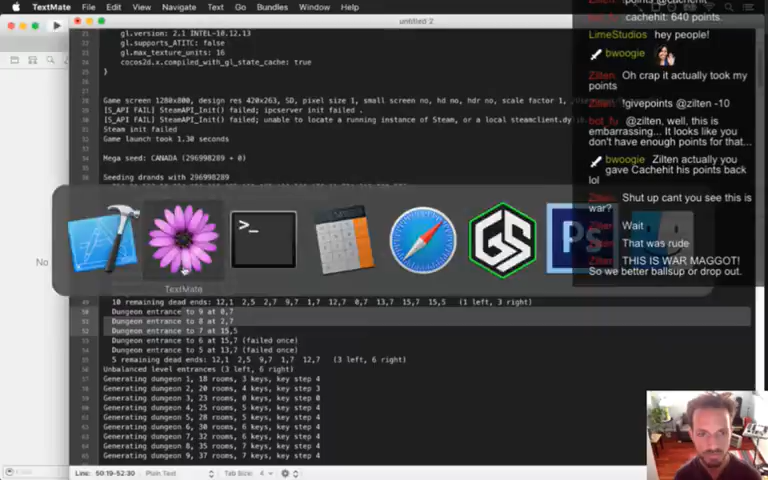 TextMate File Edit View Navigate Text Go Bundles Window Help
untitled 2
gl.version: 2.1 INTEL-10.12.13
gl.supports_ATITC: false
gl.max_texture_units: 16
cocos2d.x.compiled_with_gl_state_cache: true
}
Game screen 1280x800, design res 420x263, SD, pixel size 1, small screen no, hd no, hdr no, scale factor 1,
[S_API FAIL] SteamAPI_Init() failed; ipcserver init failed .
[S_API FAIL] SteamAPI_Init() failed; unable to locate a running instance of Steam, or a local steamclient.dy
Steam init failed
Game launch took 1.30 seconds
Mega seed: CANADA (296998289 + 0)
Seeding drands with 296998289
No
TextMate
>_
GS
Ps
10 remaining dead ends: 12,1 2,5 2,7 9,7 1,7 12,7 0,7 13,7 15,7 15,5 (1 left, 3 right)
Dungeon entrance to 9 at 0,7
Dungeon entrance to 8 at 2,7
Dungeon entrance to 7 at 15,5
Dungeon entrance to 6 at 15,7 (failed once)
Dungeon entrance to 5 at 13,7 (failed once)
5 remaining dead ends: 12,1 2,5 9,7 1,7 12,7 (3 left, 6 right)
Unbalanced level entrances (3 left, 6 right)
Generating dungeon 1, 18 rooms, 3 keys, key step 4
Generating dungeon 2, 20 rooms, 4 keys, key step 3
Generating dungeon 3, 23 rooms, 0 keys, key step 0
Generating dungeon 4, 25 rooms, 5 keys, key step 4
Generating dungeon 5, 28 rooms, 5 keys, key step 4
Generating dungeon 6, 30 rooms, 6 keys, key step 4
Generating dungeon 7, 32 rooms, 6 keys, key step 4
Generating dungeon 8, 35 rooms, 7 keys, key step 4
Generating dungeon 9, 37 rooms, 7 keys, key step 4
Line: 50:19-52:30 Plain Text Tab Size: 4
cachehit: 640 points.
LimeStudios hey people!
bwoogie
Zilten Oh crap it actually took my
points
Zilten !givepoints @zilten -10
bot_fu @zilten, well, this is
embarrassing... It looks like you
don't have enough points for that...
bwoogie Zilten actually you
gave Cachehit his points back
lol
Zilten Shut up cant you see this is
war?
Zilten Wait
Zilten That was rude
Zilten THIS IS WAR MAGGOT!
So we better ballsup or drop out.